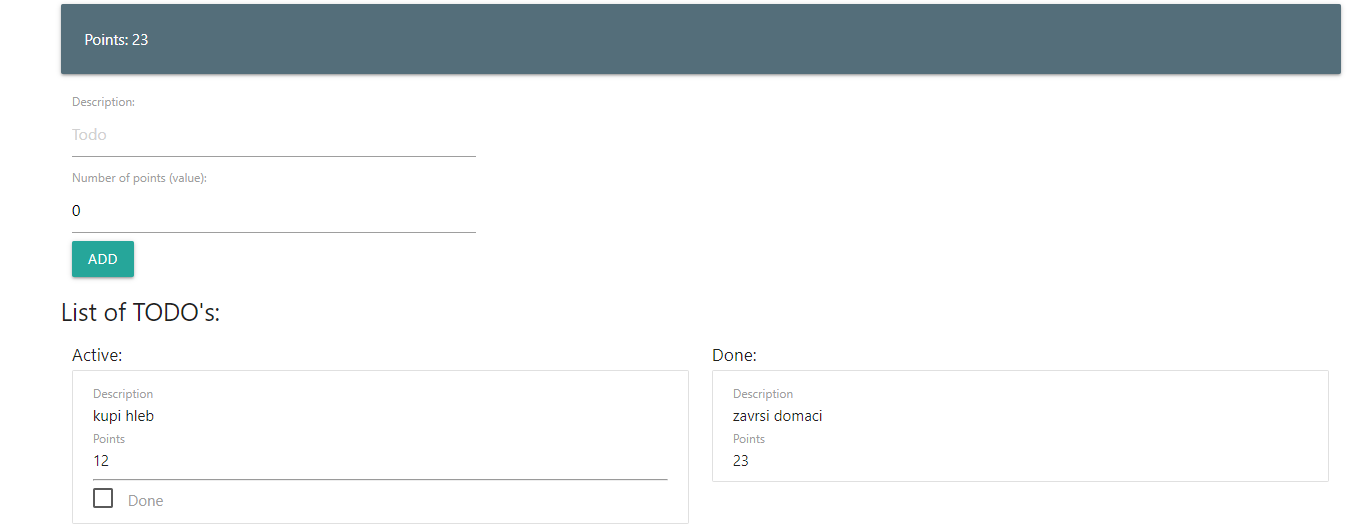 Points: 23
Description:
Todo
Number of points (value):
0
ADD
List of TODO's:
Active:
Description
kupi hleb
Points
12
Done
Done:
Description
zavrsi domaci
Points
23